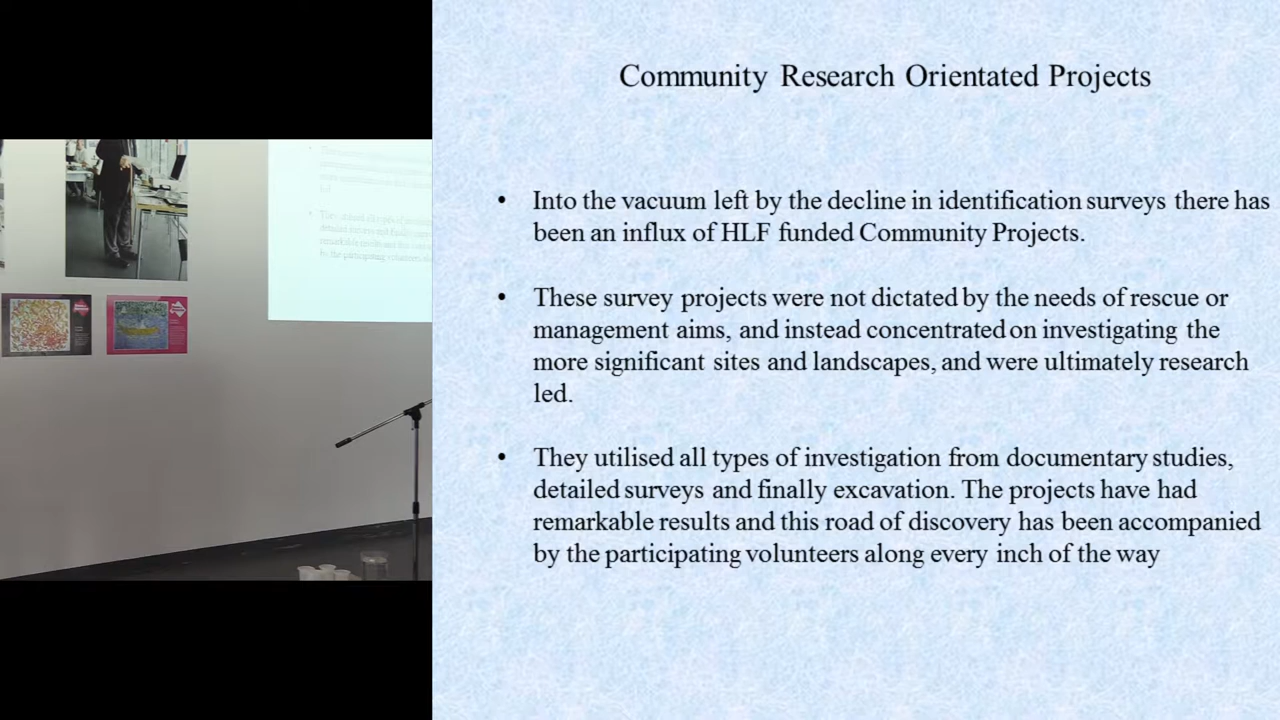 Community Research Orientated Projects
• Into the vacuum left by the decline in identification surveys there has
been an influx of HLF funded Community Projects.
• These survey projects were not dictated by the needs of rescue or
management aims, and instead concentrated on investigating the
more significant sites and landscapes, and were ultimately research
led.
• They utilised all types of investigation from documentary studies,
detailed surveys and finally excavation. The projects have had
remarkable results and this road of discovery has been accompanied
by the participating volunteers along every inch of the way